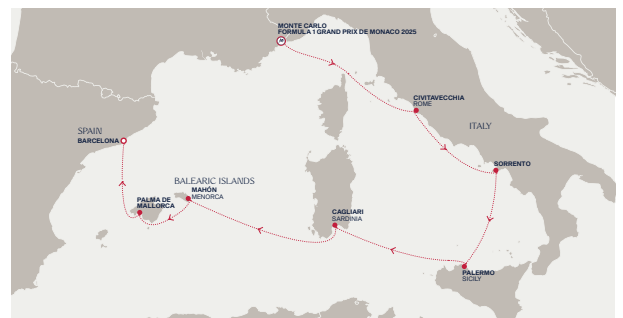 MONTE CARLO
FORMULA 1 GRAND PRIX DE MONACO 2025
CIVITAVECCHIA
ROME
ITALY
SPAIN
BARCELONA
SORRENTO
BALEARIC ISLANDS
MAHÓN
MENORCA
PALMA DE
MALLORCA
CAGLIARI
SARDINIA
PALERMO
SICILY